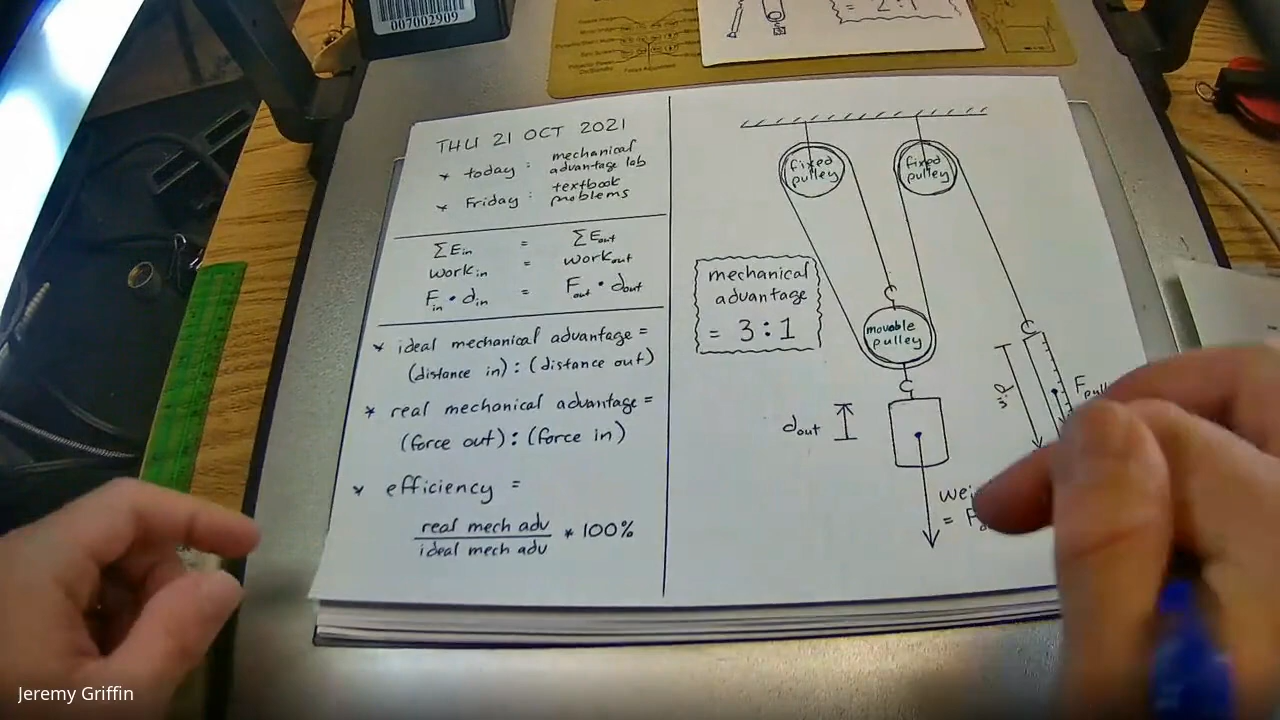 007002909
= 2:1
THU 21 OCT 2021
* today : mechanical advantage lab
* Friday : textbook problems
ΣEin = ΣEout
workin = workout
Fin • din = Fout • dout
* ideal mechanical advantage =
(distance in) : (distance out)
* real mechanical advantage =
(force out) : (force in)
* efficiency =
real mech adv
ideal mech adv
* 100%
fixed pulley
fixed pulley
mechanical
advantage
= 3:1
C
movable
pulley
C
C
dout
Jeremy Griffin